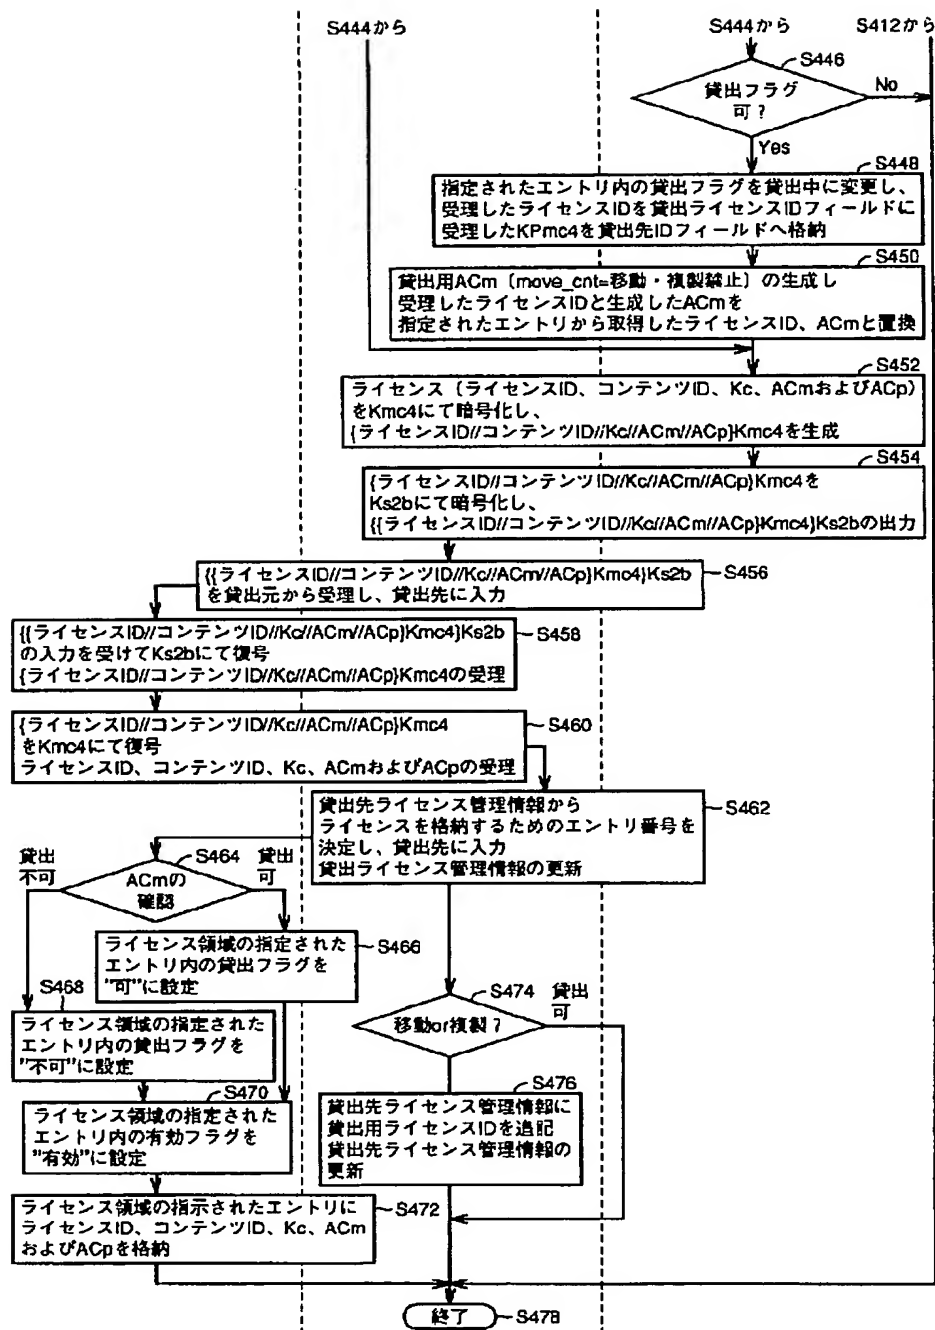 S444から
S444から
S412から
S446
貸出フラグ
可？
No
Yes
S448
指定されたエントリ内の貸出フラグを貸出中に変更し、
受理したライセンスIDを貸出ライセンスIDフィールドに
受理したKPmc4を貸出先IDフィールドへ格納
S450
貸出用ACm〔move_cnt=移動・複製禁止〕の生成し
受理したライセンスIDと生成したACmを
指定されたエントリから取得したライセンスID、ACmと置換
S452
ライセンス（ライセンスID、コンテンツID、Kc、ACmおよびACp）
をKmc4にて暗号化し、
{ライセンスID//コンテンツID//Kc//ACm//ACp}Kmc4を生成
S454
{ライセンスID//コンテンツID//Kc//ACm//ACp}Kmc4を
Ks2bにて暗号化し、
{{ライセンスID//コンテンツID//Kc//ACm//ACp}Kmc4}Ks2bの出力
{{ライセンスID//コンテンツID//Kc//ACm//ACp}Kmc4}Ks2b
を貸出元から受理し、貸出先に入力
S456
{{ライセンスID//コンテンツID//Kc//ACm//ACp}Kmc4}Ks2b
の入力を受けてKs2bにて復号
{ライセンスID//コンテンツID//Kc//ACm//ACp}Kmc4の受理
S458
{ライセンスID//コンテンツID//Kc//ACm//ACp}Kmc4
をKmc4にて復号
ライセンスID、コンテンツID、Kc、ACmおよびACpの受理
S460
貸出先ライセンス管理情報から
ライセンスを格納するためのエントリ番号を
決定し、貸出先に入力
貸出ライセンス管理情報の更新
S462
S464
貸出
不可
貸出
可
ACmの
確認
ライセンス領域の指定された
エントリ内の貸出フラグを
"可"に設定
S466
S468
ライセンス領域の指定された
エントリ内の貸出フラグを
"不可"に設定
S474
貸出
可
移動or複製？
S470
ライセンス領域の指定された
エントリ内の有効フラグを
"有効"に設定
S476
貸出先ライセンス管理情報に
貸出用ライセンスIDを追記
貸出先ライセンス管理情報の
更新
ライセンス領域の指示されたエントリに
ライセンスID、コンテンツID、Kc、ACm
およびACpを格納
S472
終了
S478